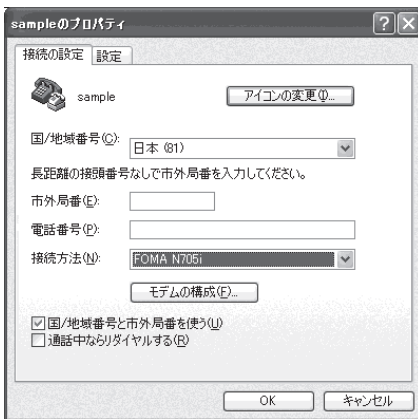 sampleのプロパティ
接続の設定 設定
sample アイコンの変更(I)...
国/地域番号(C): 日本 (81)
長距離の接頭番号なしで市外局番を入力してください。
市外局番(E):
電話番号(P):
接続方法(N): FOMA N705i
モデムの構成(F)...
国/地域番号と市外局番を使う(U)
通話中ならリダイヤルする(R)
OK キャンセル